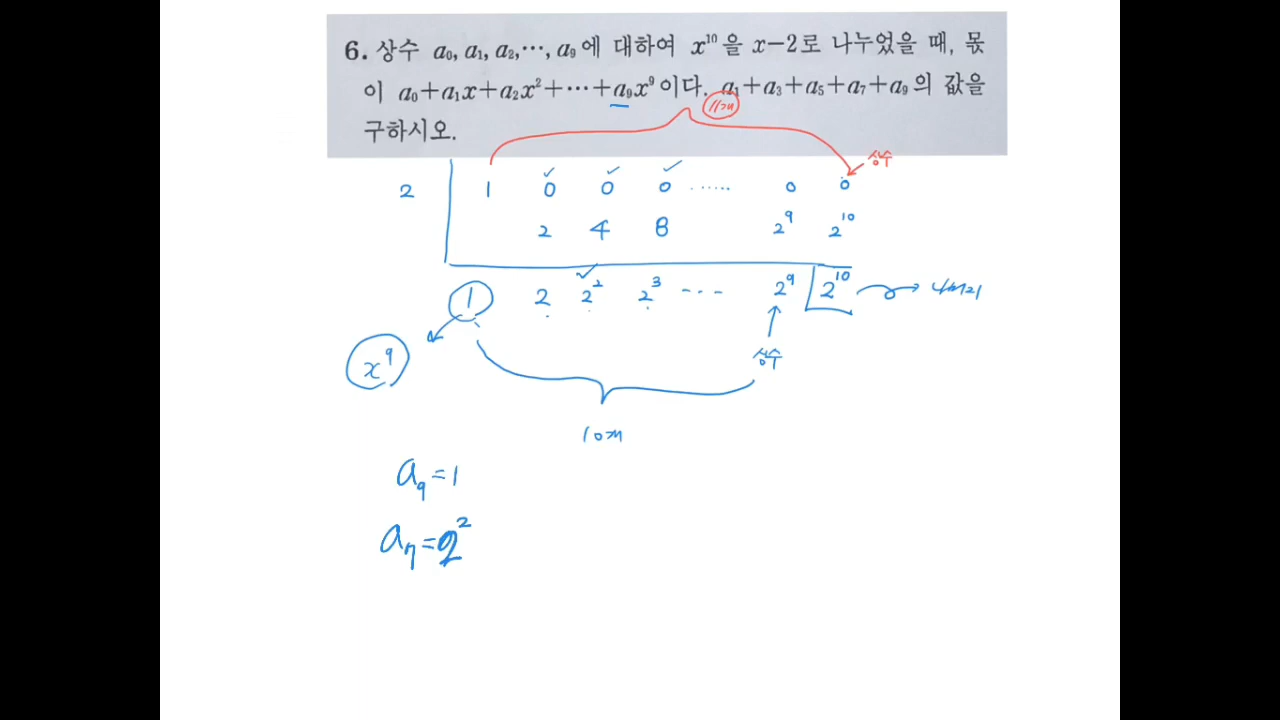 6. 상수 a₀, a₁, a₂, ⋯, a₉에 대하여 x¹⁰을 x−2로 나누었을 때, 몫
이 a₀+a₁x+a₂x²+⋯+a₉x⁹이다. a₁+a₃+a₅+a₇+a₉의 값을
구하시오.
11개
상수
2 1 0 0 0 ...... 0 0
2 4 8 2⁹ 2¹⁰
1 2 2² 2³ --- 2⁹ 2¹⁰ 나머지
x⁹ 상수
10개
a₉=1
a₇=2²